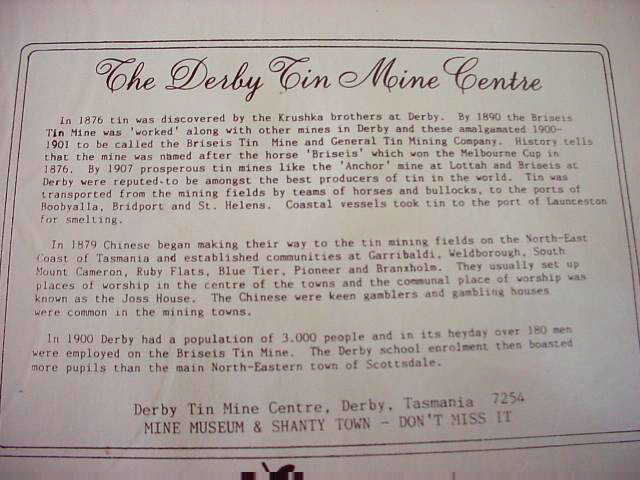 The Derby Tin Mine Centre
In 1876 tin was discovered by the Krushka brothers at Derby. By 1890 the Briseis
Tin Mine was 'worked' along with other mines in Derby and these amalgamated 1900-
1901 to be called the Briseis Tin Mine and General Tin Mining Company. History tells
that the mine was named after the horse 'Briseis' which won the Melbourne Cup in
1876. By 1907 prosperous tin mines like the 'Anchor' mine at Lottah and Briseis at
Derby were reputed to be amongst the best producers of tin in the world. Tin was
transported from the mining fields by teams of horses and bullocks, to the ports of
Boobyalla, Bridport and St. Helens. Coastal vessels took tin to the port of Launceston
for smelting.
In 1879 Chinese began making their way to the tin mining fields on the North-East
Coast of Tasmania and established communities at Garribaldi, Weldborough, South
Mount Cameron, Ruby Flats, Blue Tier, Pioneer and Branxholm. They usually set up
places of worship in the centre of the towns and the communal place of worship was
known as the Joss House. The Chinese were keen gamblers and gambling houses
were common in the mining towns.
In 1900 Derby had a population of 3.000 people and in its heyday over 180 men
were employed on the Briseis Tin Mine. The Derby school enrolment then boasted
more pupils than the main North-Eastern town of Scottsdale.
Derby Tin Mine Centre, Derby, Tasmania 7254
MINE MUSEUM & SHANTY TOWN - DON'T MISS IT